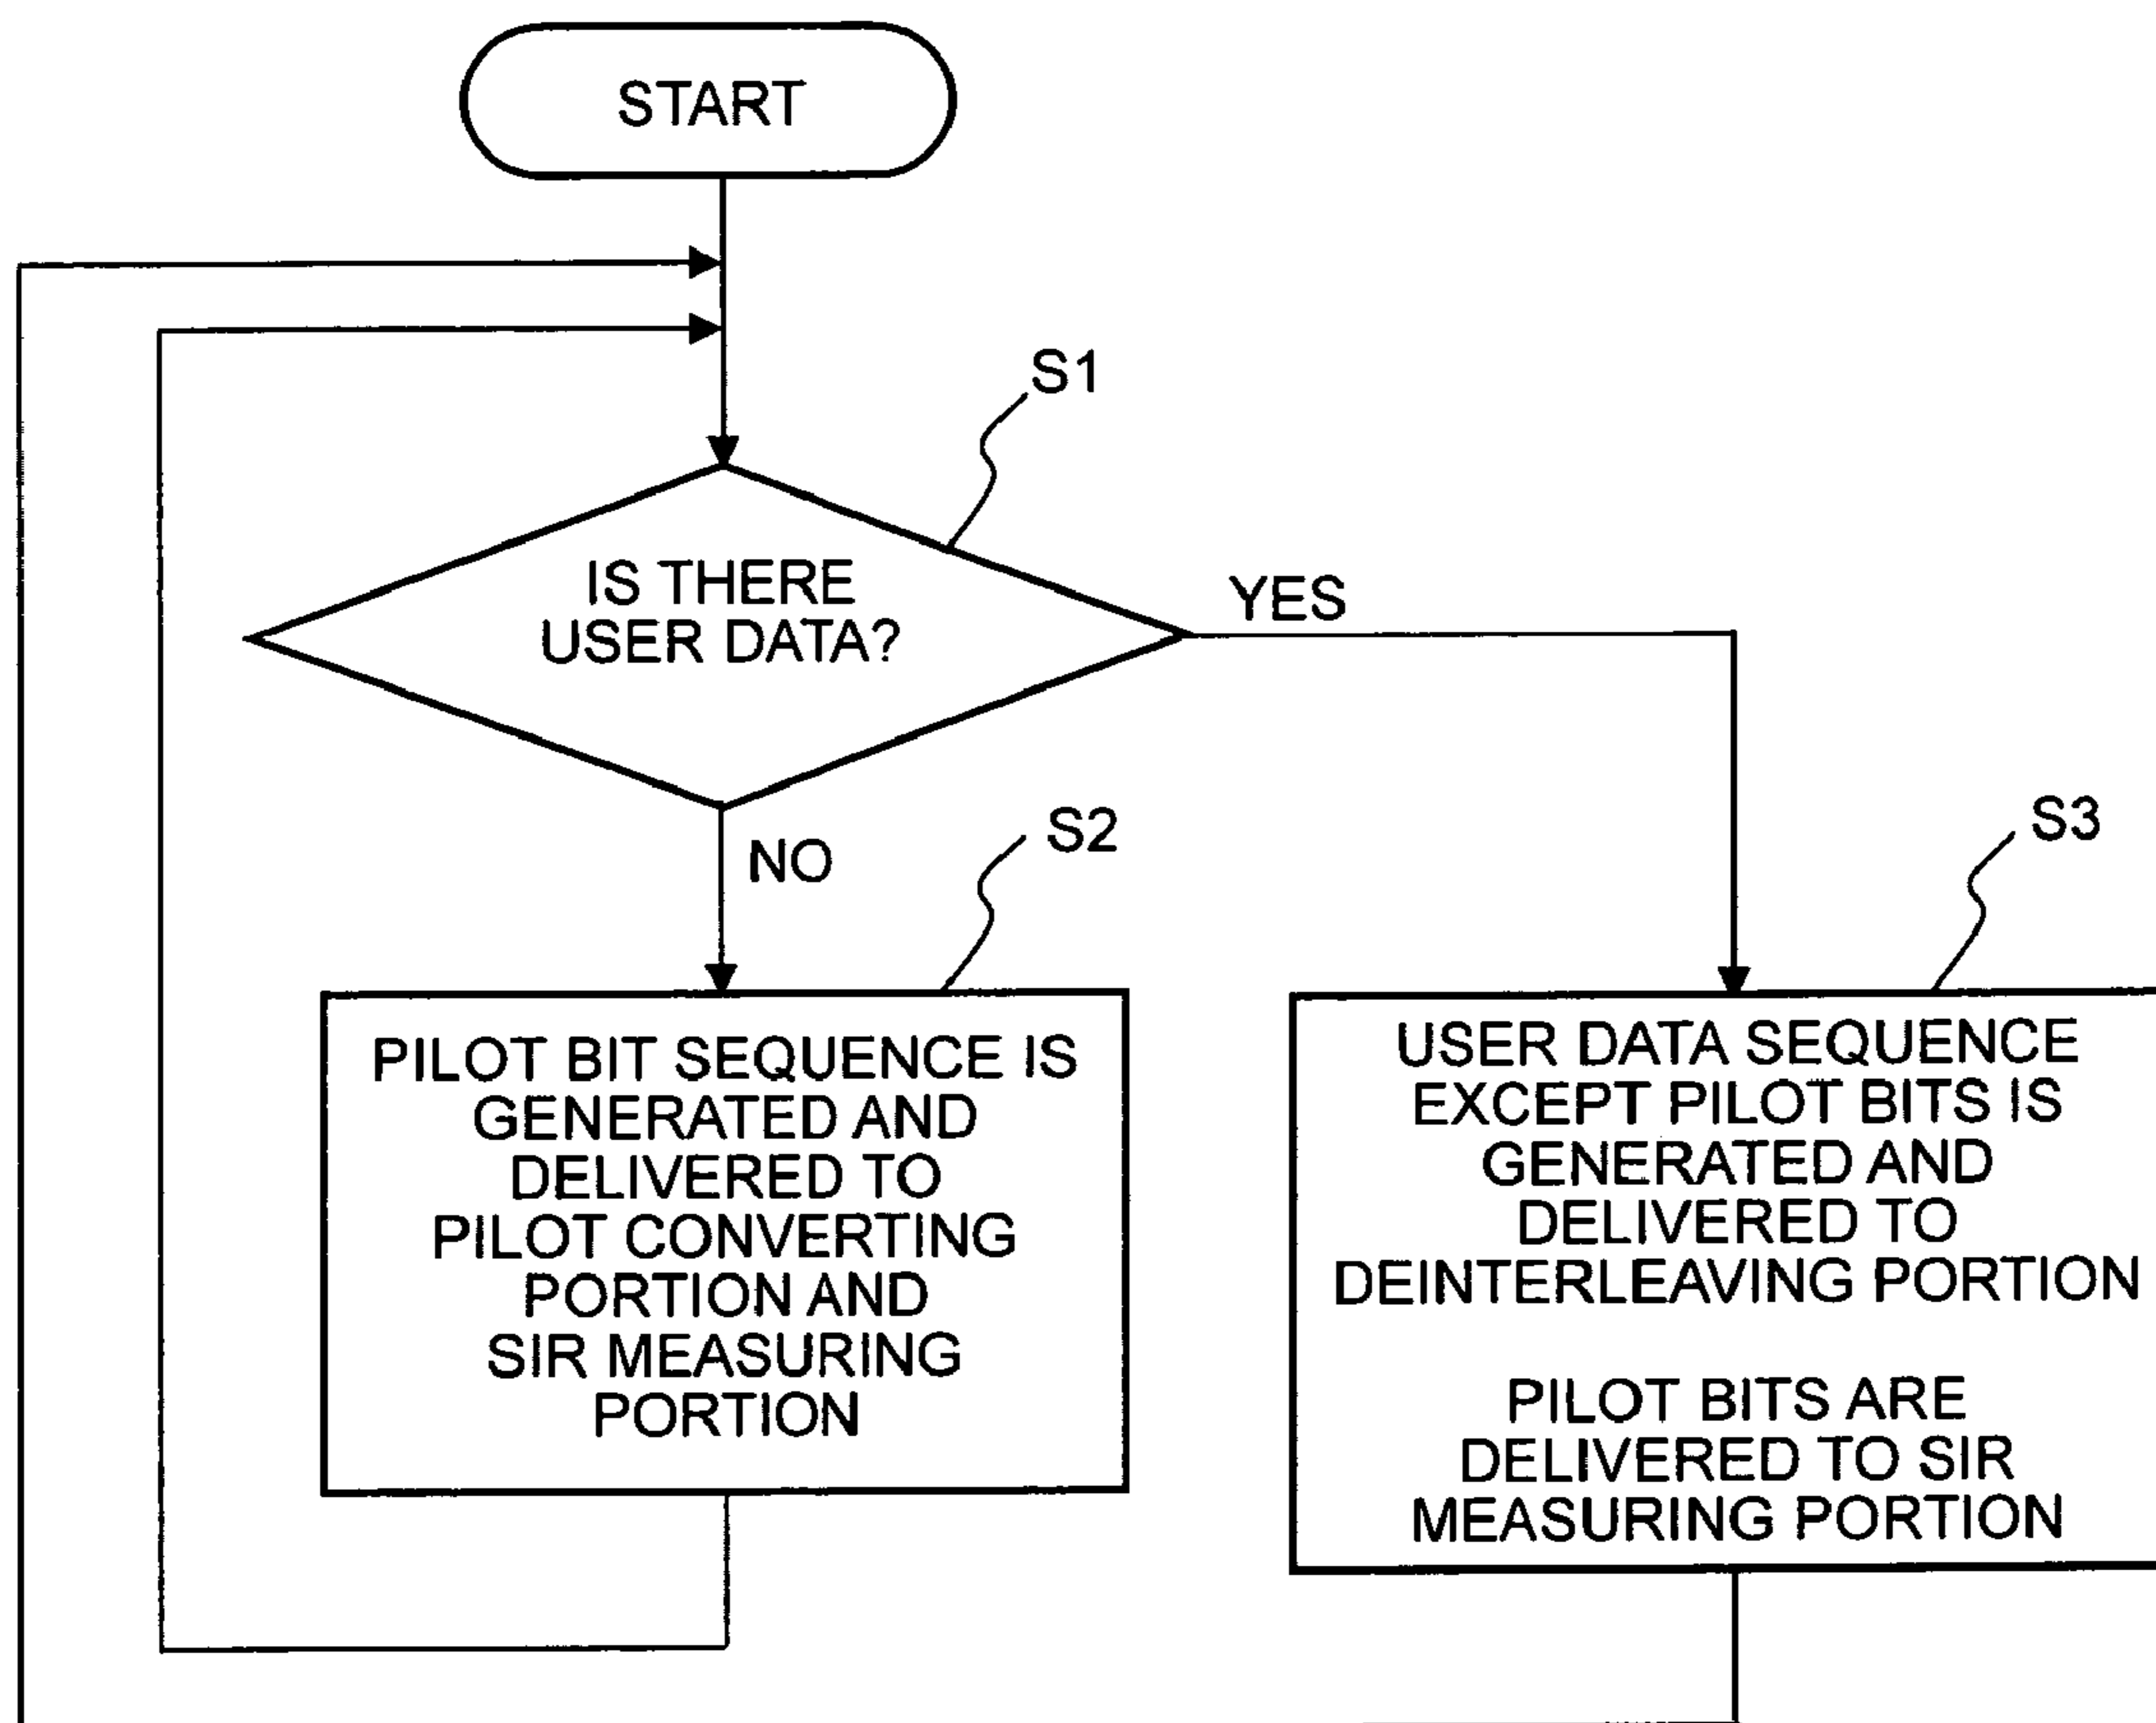 START
S1
IS THERE
USER DATA?
YES
NO
S2
S3
PILOT BIT SEQUENCE IS
GENERATED AND
DELIVERED TO
PILOT CONVERTING
PORTION AND
SIR MEASURING
PORTION
USER DATA SEQUENCE
EXCEPT PILOT BITS IS
GENERATED AND
DELIVERED TO
DEINTERLEAVING PORTION
PILOT BITS ARE
DELIVERED TO SIR
MEASURING PORTION